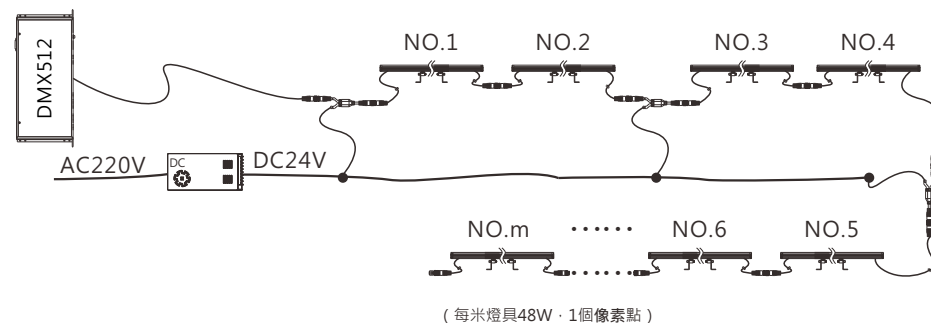 DMX512
NO.1
NO.2
NO.3
NO.4
AC220V
DC
DC24V
NO.m
......
NO.6
NO.5
......
(每米燈具48W，1個像素點)